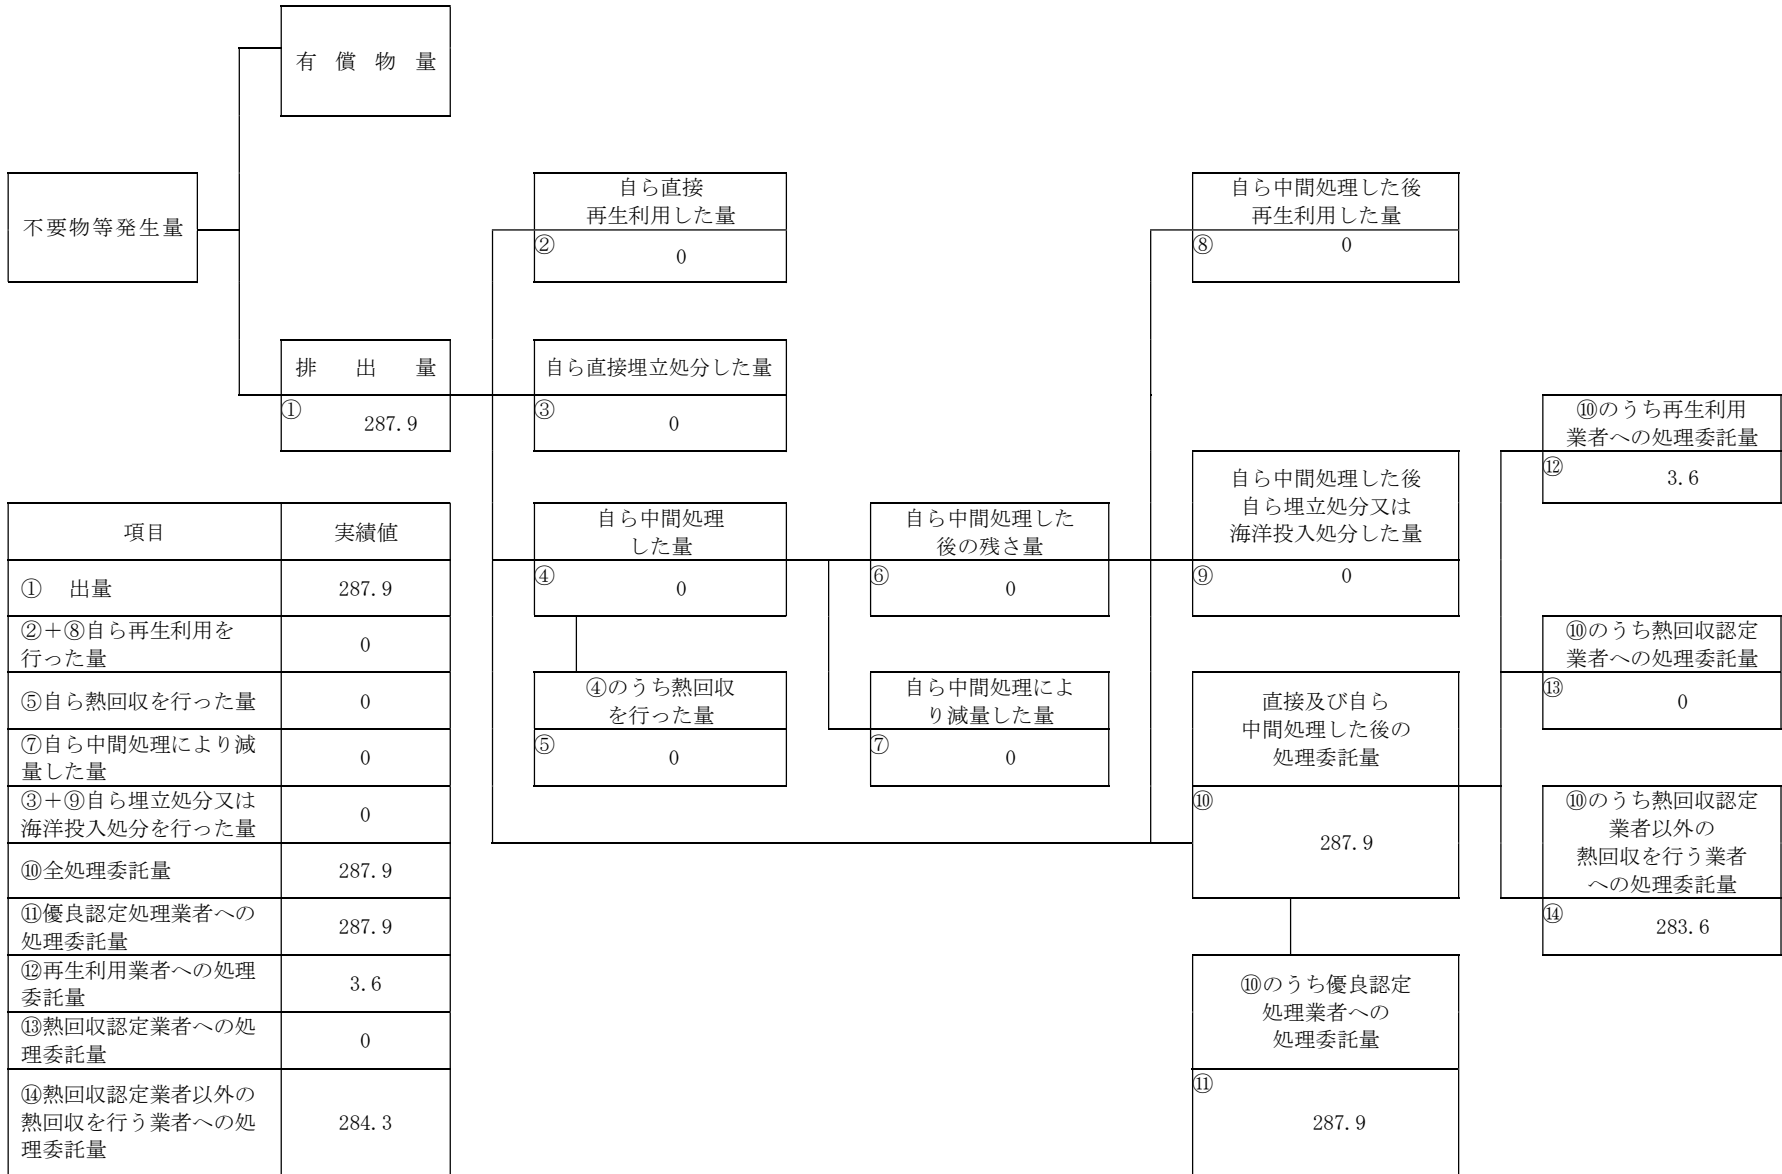 有償物量
不要物等発生量
自ら直接
再生利用した量
②
0
自ら中間処理した後
再生利用した量
⑧
0
排出量
①
287.9
自ら直接埋立処分した量
③
0
⑩のうち再生利用
業者への処理委託量
⑫
3.6
自ら中間処理
した量
④
0
自ら中間処理した
後の残さ量
⑥
0
自ら中間処理した後
自ら埋立処分又は
海洋投入処分した量
⑨
0
⑩のうち熱回収認定
業者への処理委託量
⑬
0
④のうち熱回収
を行った量
⑤
0
自ら中間処理によ
り減量した量
⑦
0
直接及び自ら
中間処理した後の
処理委託量
⑩
287.9
⑩のうち熱回収認定
業者以外の
熱回収を行う業者
への処理委託量
⑭
283.6
⑩のうち優良認定
処理業者への
処理委託量
⑪
287.9
項目 実績値
① 出量 287.9
②+⑧自ら再生利用を
行った量
0
⑤自ら熱回収を行った量 0
⑦自ら中間処理により減
量した量
0
③+⑨自ら埋立処分又は
海洋投入処分を行った量
0
⑩全処理委託量 287.9
⑪優良認定処理業者への
処理委託量
287.9
⑫再生利用業者への処理
委託量
3.6
⑬熱回収認定業者への処
理委託量
0
⑭熱回収認定業者以外の
熱回収を行う業者への処
理委託量
284.3